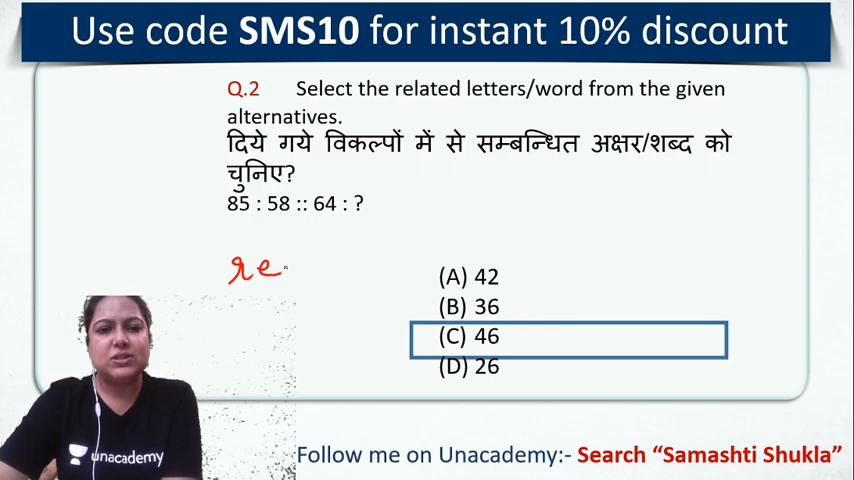 Use code SMS10 for instant 10% discount
Q.2 Select the related letters/word from the given
alternatives.
दिये गये विकल्पों में से सम्बन्धित अक्षर/शब्द को
चुनिए?
85 : 58 :: 64 : ?
re
(A) 42
(B) 36
(C) 46
(D) 26
unacademy
Follow me on Unacademy:- Search “Samashti Shukla”